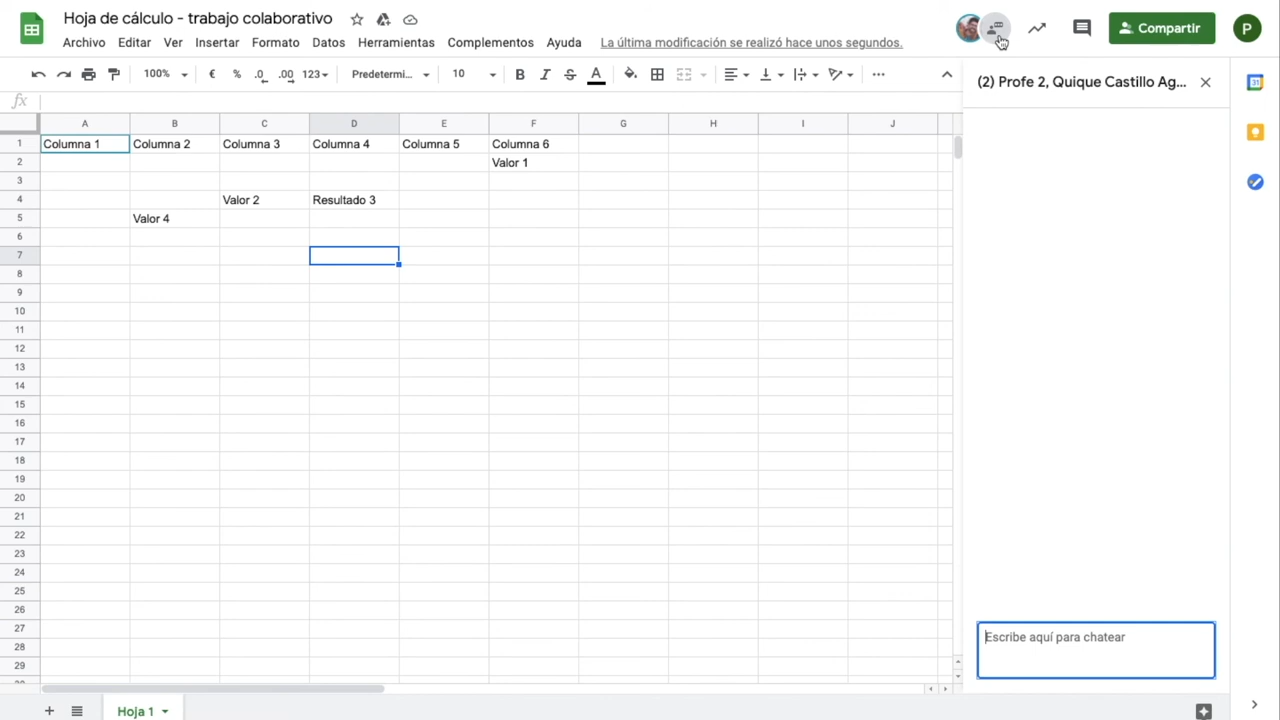 Hoja de cálculo - trabajo colaborativo
Archivo Editar Ver Insertar Formato Datos Herramientas Complementos Ayuda La última modificación se realizó hace unos segundos.
Compartir
P
100% € % .0 .00 123 Predetermi... 10 B I S A
(2) Profe 2, Quique Castillo Ag...
31
fx
A B C D E F G H I J
1 Columna 1 Columna 2 Columna 3 Columna 4 Columna 5 Columna 6
2 Valor 1
3
4 Valor 2 Resultado 3
5 Valor 4
6
7
8
9
10
11
12
13
14
15
16
17
18
19
20
21
22
23
24
25
26
27
28
29
Escribe aquí para chatear
Hoja 1